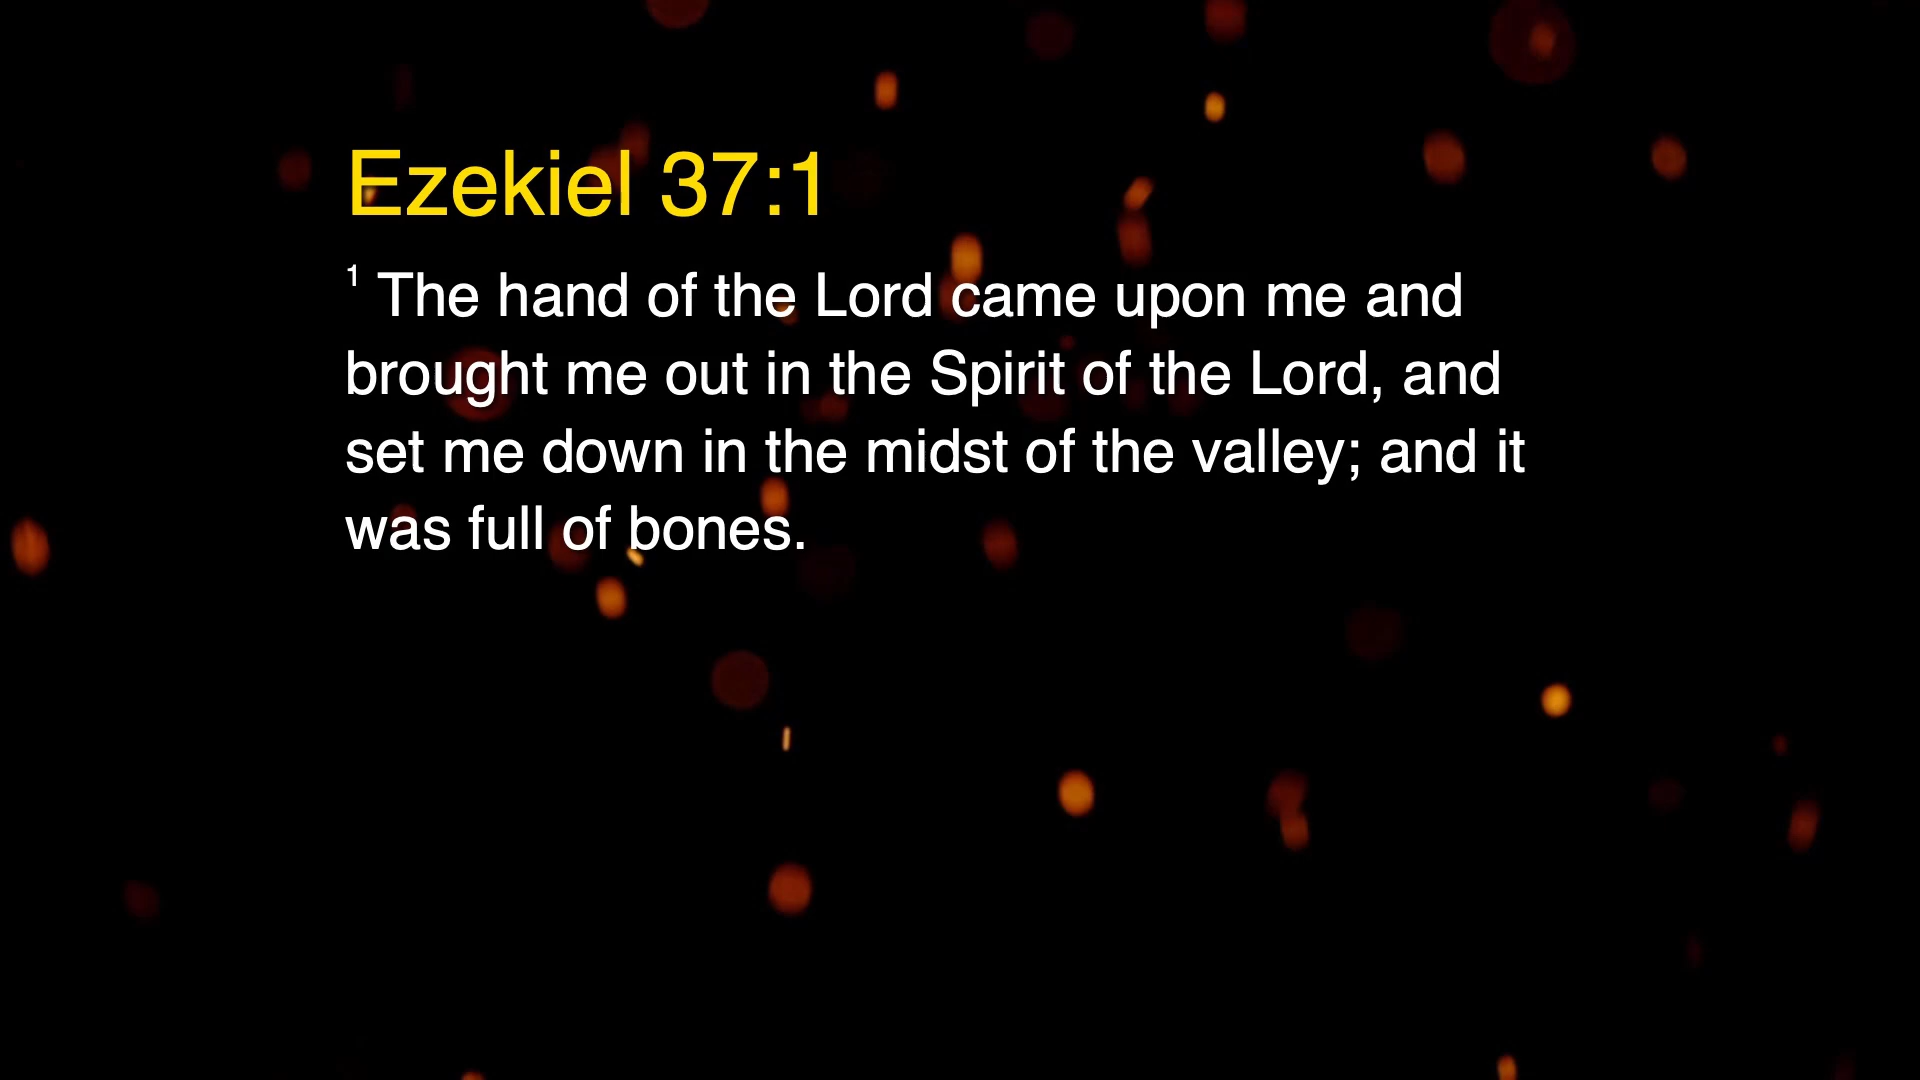 Ezekiel 37:1
1 The hand of the Lord came upon me and
brought me out in the Spirit of the Lord, and
set me down in the midst of the valley; and it
was full of bones.